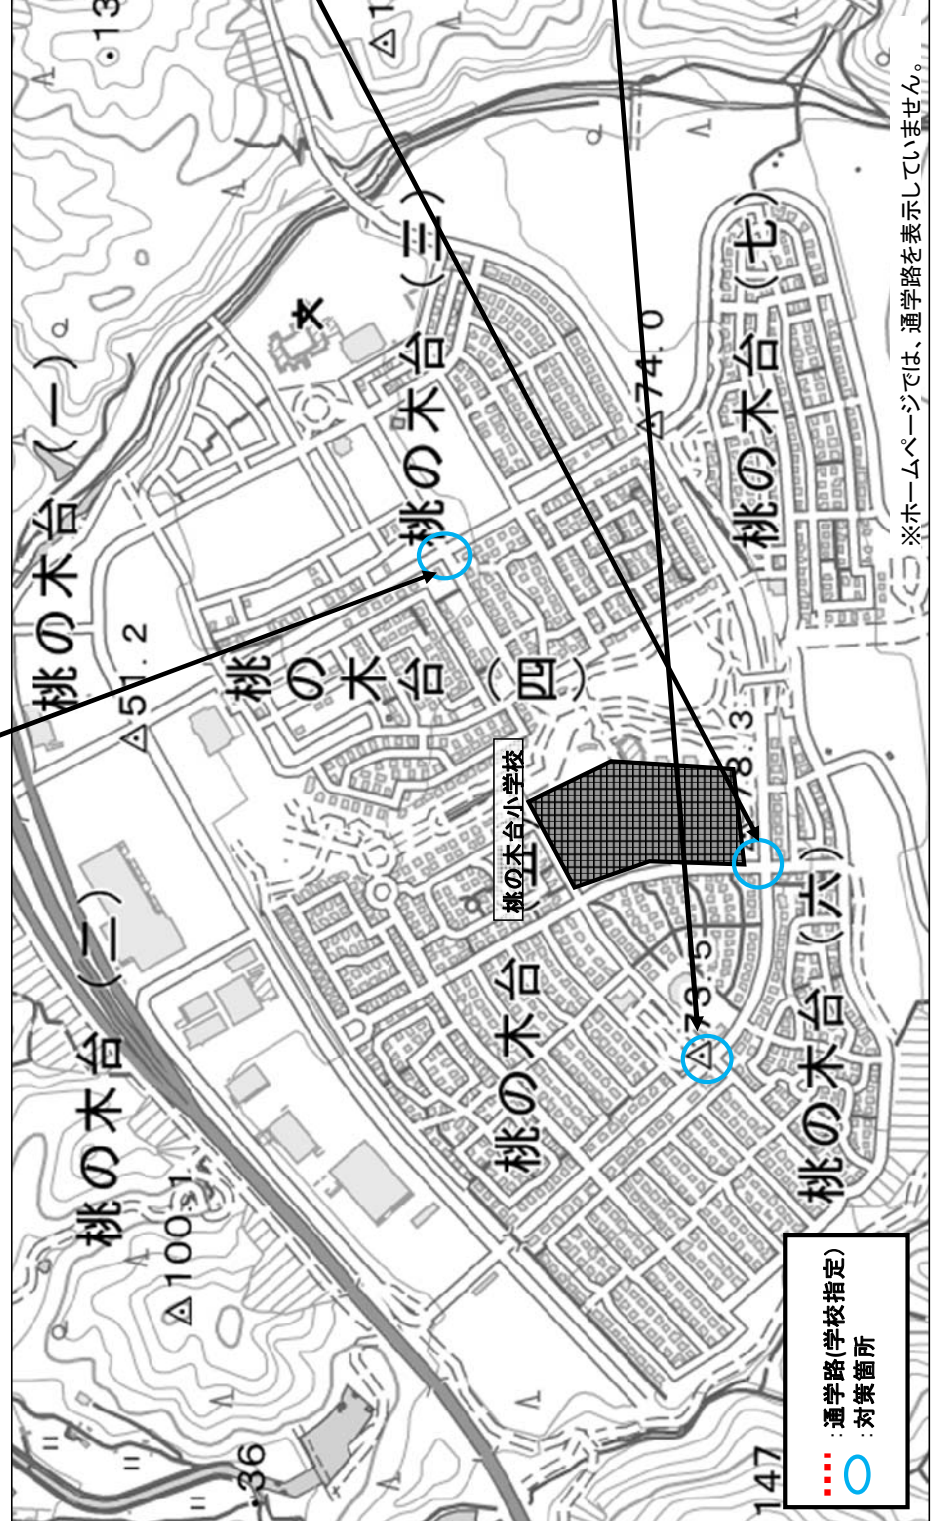 桃の木台（一）
桃の木台（二）
桃の木台（三）
桃の木台（四）
桃の木台小学校
桃の木台
桃の木台（六）
桃の木台（七）
51.2
74.0
78.3
73.5
100.1
36
147
13
1
:通学路(学校指定)
:対策箇所
※ホームページでは、通学路を表示していません。